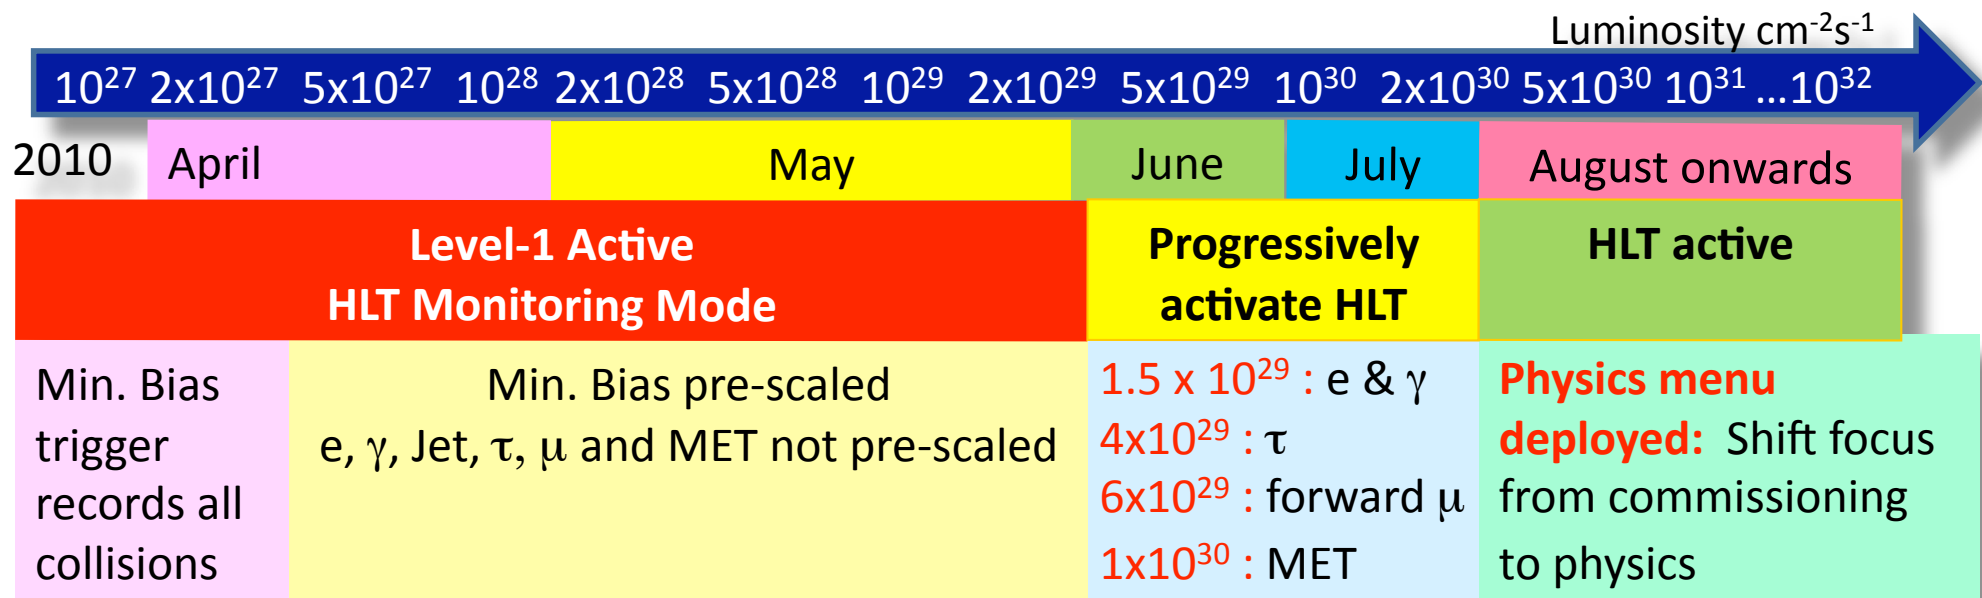 Luminosity cm⁻²s⁻¹
10²⁷ 2x10²⁷ 5x10²⁷ 10²⁸ 2x10²⁸ 5x10²⁸ 10²⁹ 2x10²⁹ 5x10²⁹ 10³⁰ 2x10³⁰ 5x10³⁰ 10³¹ ...10³²
2010 April May June July August onwards
Level-1 Active
HLT Monitoring Mode
Progressively
activate HLT
HLT active
Min. Bias
trigger
records all
collisions
Min. Bias pre-scaled
e, γ, Jet, τ, μ and MET not pre-scaled
1.5 x 10²⁹ : e & γ
4x10²⁹ : τ
6x10²⁹ : forward μ
1x10³⁰ : MET
Physics menu
deployed: Shift focus
from commissioning
to physics